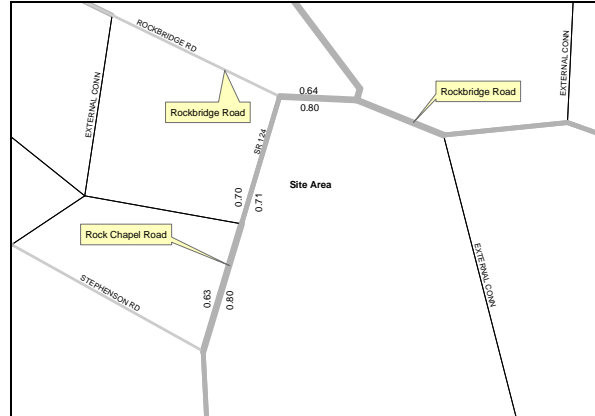 ROCKBRIDGE RD
EXTERNAL CONN
EXTERNAL CONN
0.64
Rockbridge Road
Rockbridge Road
0.80
SR 124
Site Area
0.70
0.71
Rock Chapel Road
EXTERNAL CONN
STEPHENSON RD
0.63
0.80